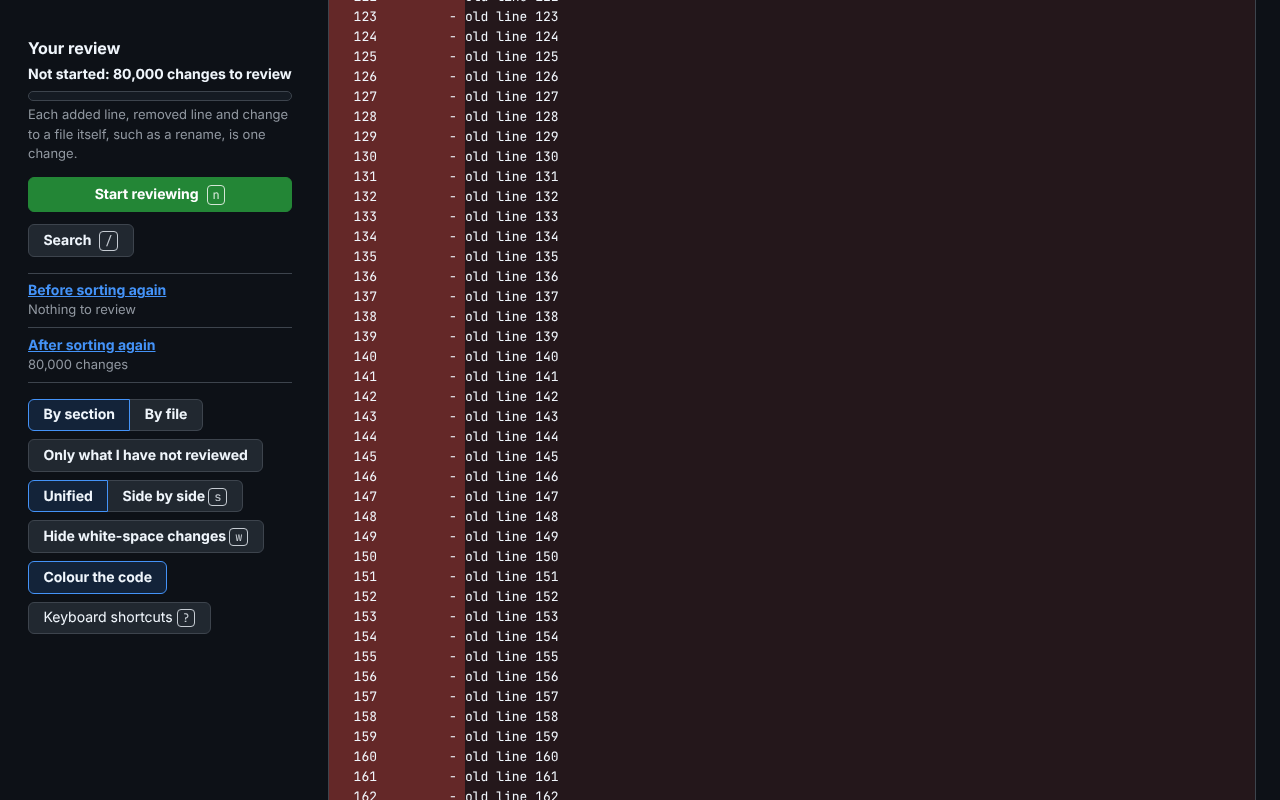 Your review
Not started: 80,000 changes to review
Each added line, removed line and change
to a file itself, such as a rename, is one
change.
Start reviewing n
Search /
Before sorting again
Nothing to review
After sorting again
80,000 changes
By section By file
Only what I have not reviewed
Unified Side by side s
Hide white-space changes w
Colour the code
Keyboard shortcuts ?
123 - old line 123
124 - old line 124
125 - old line 125
126 - old line 126
127 - old line 127
128 - old line 128
129 - old line 129
130 - old line 130
131 - old line 131
132 - old line 132
133 - old line 133
134 - old line 134
135 - old line 135
136 - old line 136
137 - old line 137
138 - old line 138
139 - old line 139
140 - old line 140
141 - old line 141
142 - old line 142
143 - old line 143
144 - old line 144
145 - old line 145
146 - old line 146
147 - old line 147
148 - old line 148
149 - old line 149
150 - old line 150
151 - old line 151
152 - old line 152
153 - old line 153
154 - old line 154
155 - old line 155
156 - old line 156
157 - old line 157
158 - old line 158
159 - old line 159
160 - old line 160
161 - old line 161
162 - old line 162